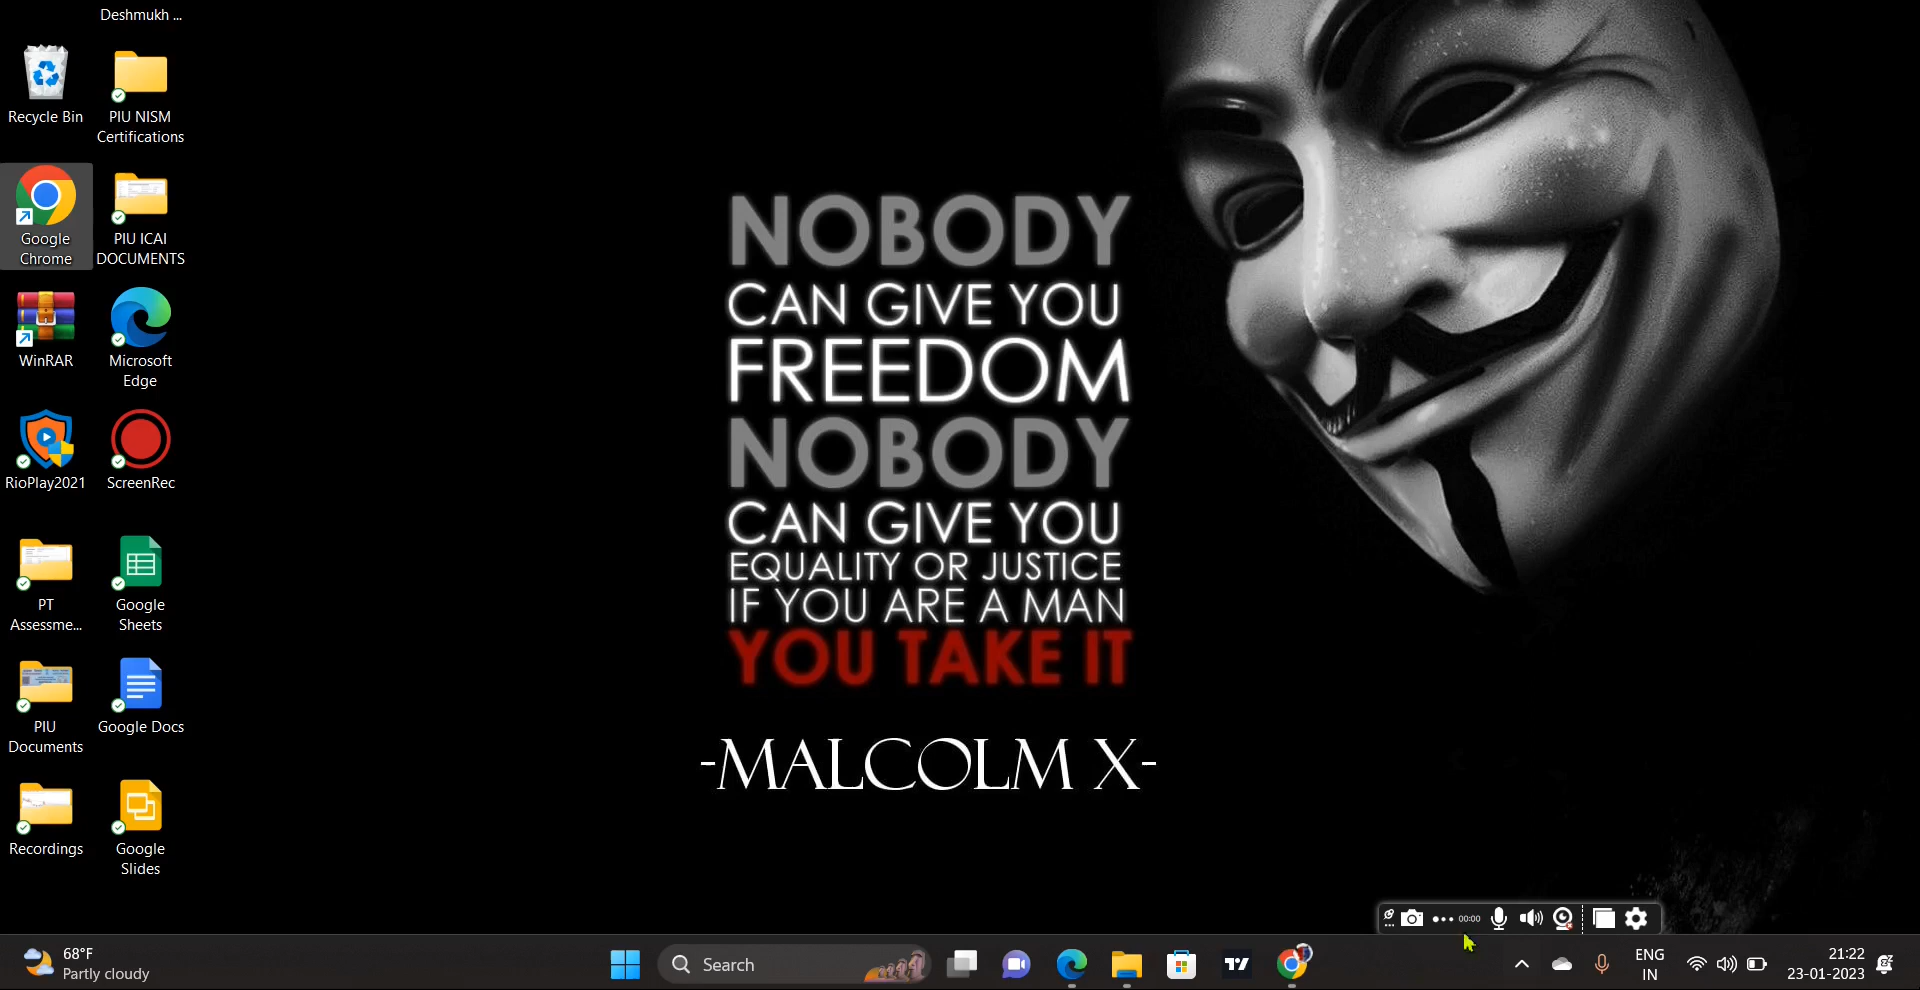 Deshmukh ...
Recycle Bin
PIU NISM
Certifications
Google
Chrome
PIU ICAI
DOCUMENTS
WinRAR
Microsoft
Edge
RioPlay2021
ScreenRec
PT
Assessme...
Google
Sheets
PIU
Documents
Google Docs
Recordings
Google
Slides
NOBODY
CAN GIVE YOU
FREEDOM
NOBODY
CAN GIVE YOU
EQUALITY OR JUSTICE
IF YOU ARE A MAN
YOU TAKE IT
-MALCOLM X-
00:00
68°F
Partly cloudy
Search
ENG
IN
21:22
23-01-2023